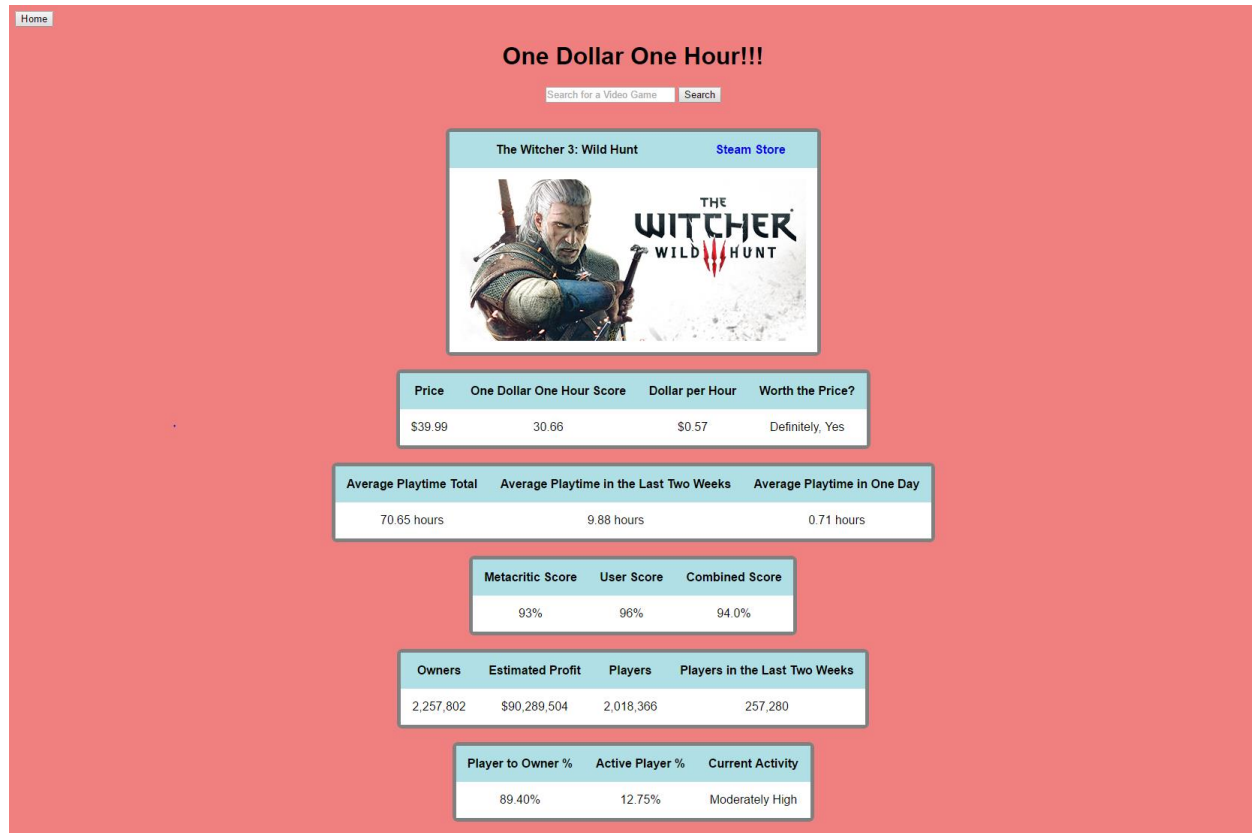 Home
One Dollar One Hour!!!
Search for a Video Game Search
The Witcher 3: Wild Hunt Steam Store
THE
WITCHER
WILD HUNT
Price One Dollar One Hour Score Dollar per Hour Worth the Price?
$39.99 30.66 $0.57 Definitely, Yes
Average Playtime Total Average Playtime in the Last Two Weeks Average Playtime in One Day
70.65 hours 9.88 hours 0.71 hours
Metacritic Score User Score Combined Score
93% 96% 94.0%
Owners Estimated Profit Players Players in the Last Two Weeks
2,257,802 $90,289,504 2,018,366 257,280
Player to Owner % Active Player % Current Activity
89.40% 12.75% Moderately High